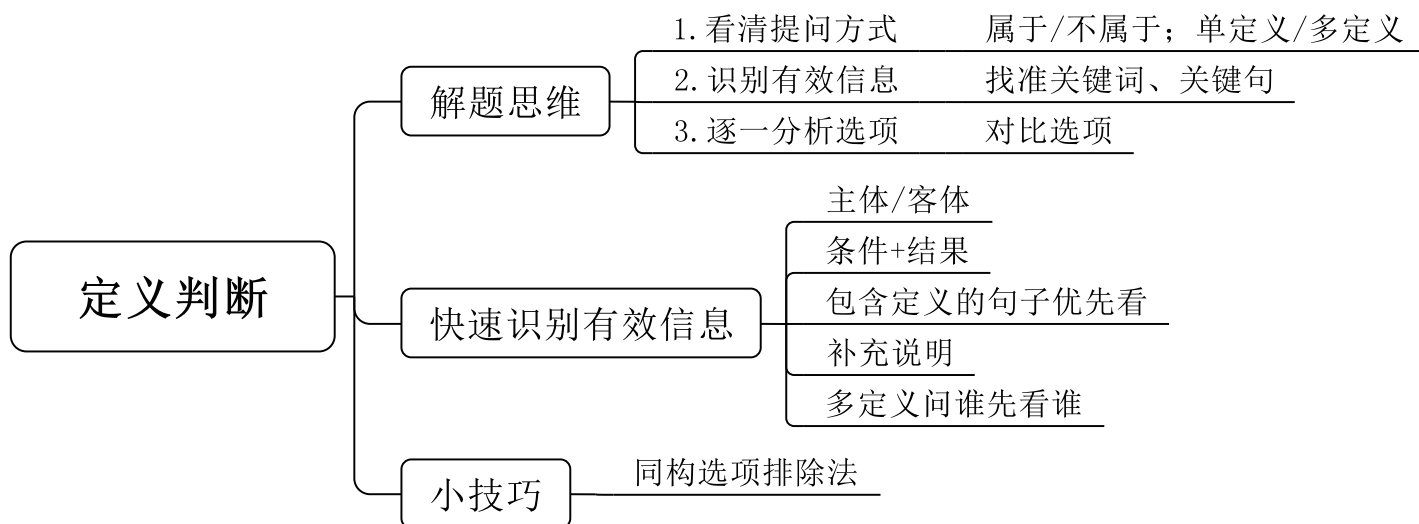 定义判断
解题思维
1.看清提问方式 属于/不属于；单定义/多定义
2.识别有效信息 找准关键词、关键句
3.逐一分析选项 对比选项
快速识别有效信息
主体/客体
条件+结果
包含定义的句子优先看
补充说明
多定义问谁先看谁
小技巧
同构选项排除法